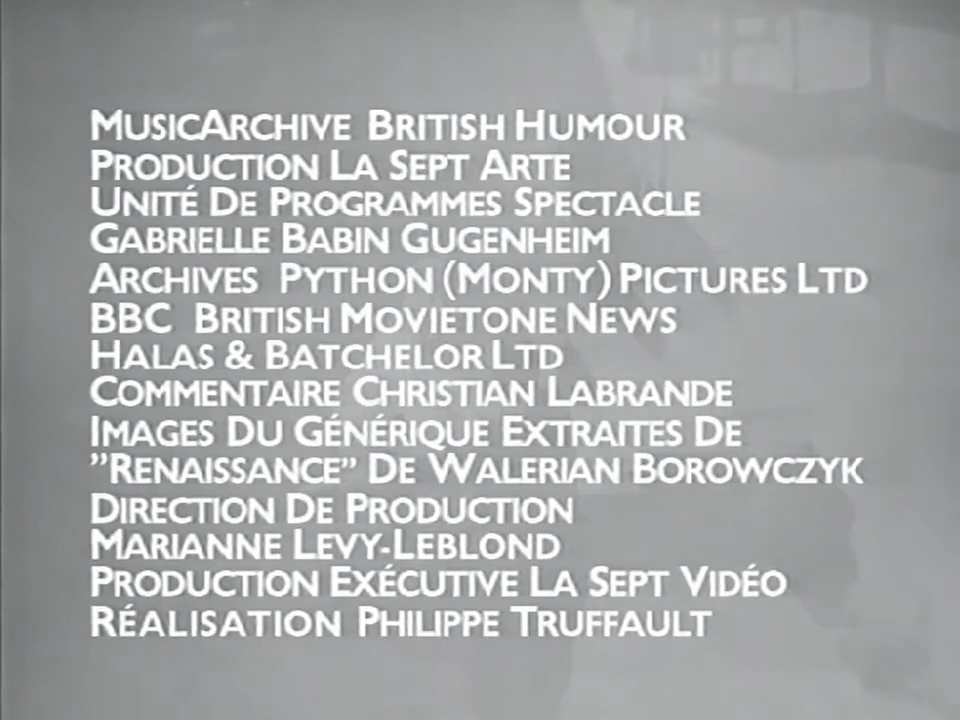 MUSICARCHIVE BRITISH HUMOUR
PRODUCTION LA SEPT ARTE
UNITÉ DE PROGRAMMES SPECTACLE
GABRIELLE BABIN GUGENHEIM
ARCHIVES PYTHON (MONTY) PICTURES LTD
BBC BRITISH MOVIETONE NEWS
HALAS & BATCHELOR LTD
COMMENTAIRE CHRISTIAN LABRANDE
IMAGES DU GÉNÉRIQUE EXTRAITES DE
”RENAISSANCE” DE WALERIAN BOROWCZYK
DIRECTION DE PRODUCTION
MARIANNE LEVY-LEBLOND
PRODUCTION EXÉCUTIVE LA SEPT VIDÉO
RÉALISATION PHILIPPE TRUFFAULT